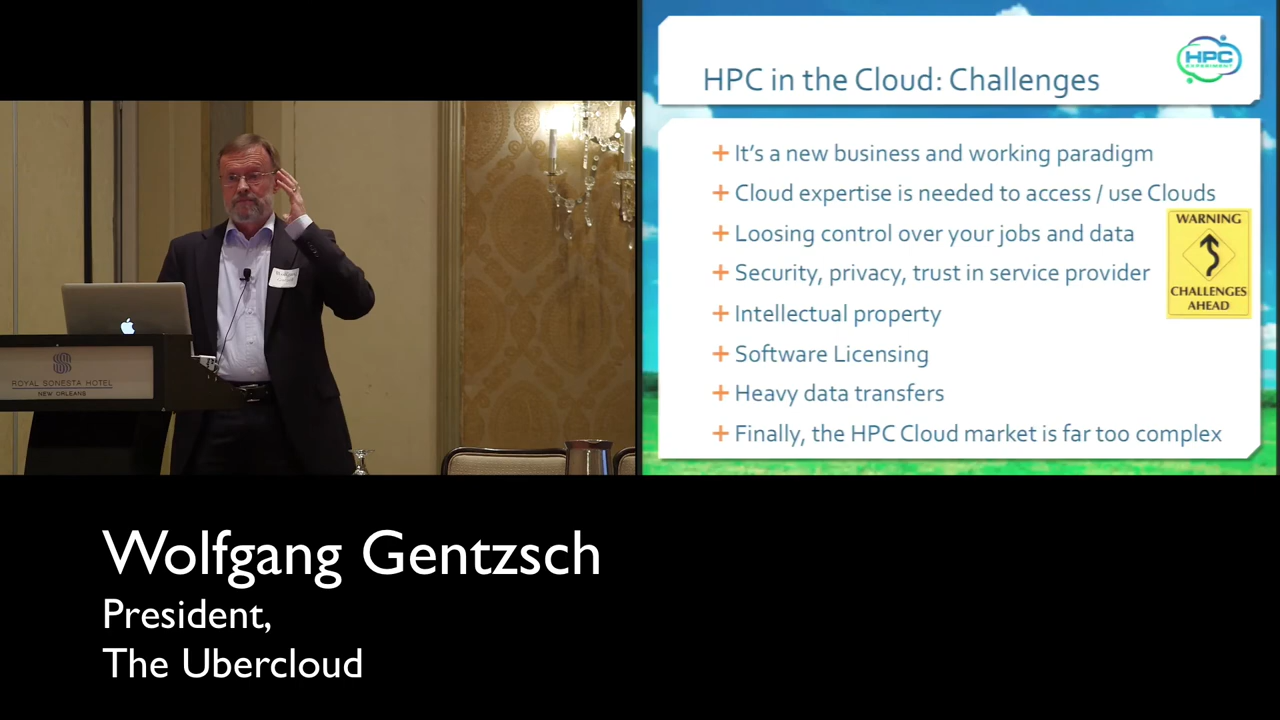 HPC in the Cloud: Challenges
HPC
EXPERIMENT
It's a new business and working paradigm
Cloud expertise is needed to access / use Clouds
Loosing control over your jobs and data
Security, privacy, trust in service provider
Intellectual property
Software Licensing
Heavy data transfers
Finally, the HPC Cloud market is far too complex
WARNING
CHALLENGES
AHEAD
ROYAL SONESTA HOTEL
NEW ORLEANS
Wolfgang Gentzsch
President,
The Ubercloud